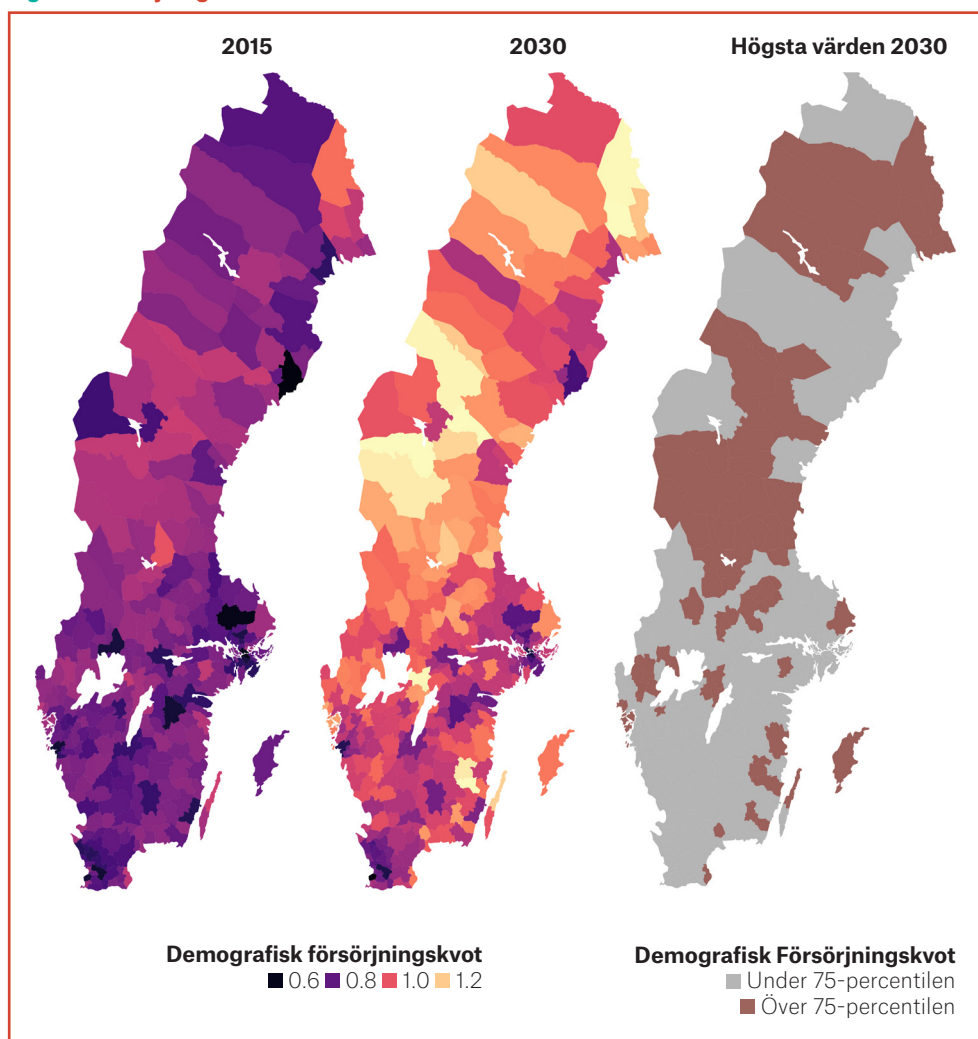 2015
2030
Högsta värden 2030
Demografisk försörjningskvot
0.6 0.8 1.0 1.2
Demografisk Försörjningskvot
Under 75-percentilen
Över 75-percentilen